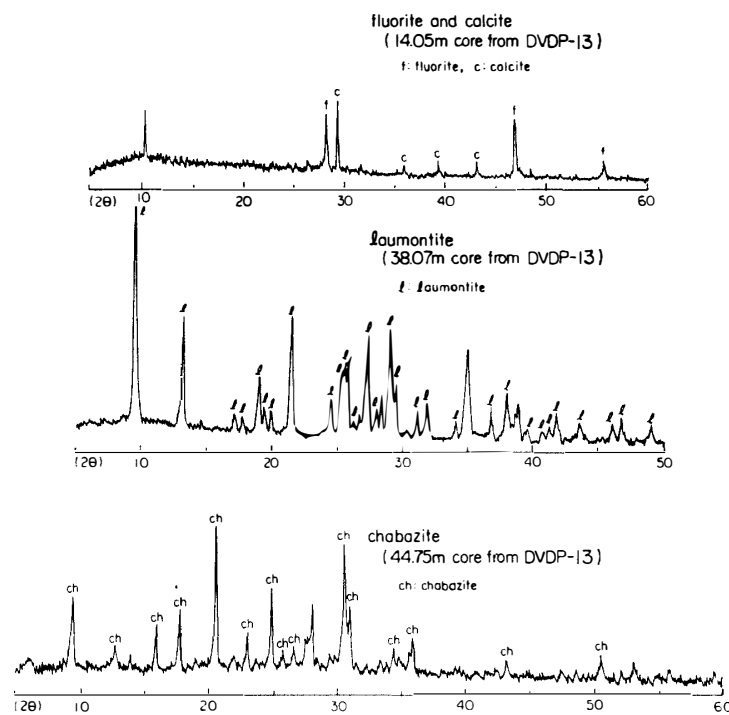 fluorite and calcite
(14.05m core from DVDP-13)
f: fluorite, c: calcite
f c c c c f f
(2θ) 10 20 30 40 50 60
laumontite
(38.07m core from DVDP-13)
ℓ: laumontite
ℓ ℓ ℓ ℓ ℓ ℓ ℓ ℓ ℓ ℓ ℓ ℓ ℓ ℓ ℓ ℓ ℓ ℓ ℓ ℓ ℓ ℓ ℓ ℓ ℓ ℓ ℓ ℓ ℓ
(2θ) 10 20 30 40 50
chabazite
(44.75m core from DVDP-13)
ch: chabazite
ch ch ch ch ch ch ch ch ch ch ch ch ch ch ch
(2θ) 10 20 30 40 50 60